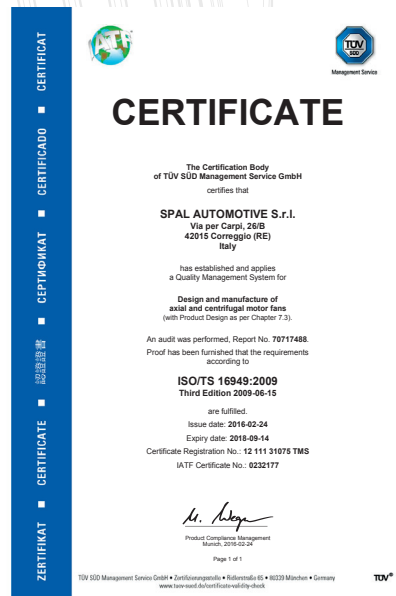 IATF
TÜV
SÜD
Management Service
CERTIFICATE
The Certification Body
of TÜV SÜD Management Service GmbH
certifies that
SPAL AUTOMOTIVE S.r.l.
Via per Carpi, 26/B
42015 Correggio (RE)
Italy
has established and applies
a Quality Management System for
Design and manufacture of
axial and centrifugal motor fans
(with Product Design as per Chapter 7.3).
An audit was performed, Report No. 70717488.
Proof has been furnished that the requirements
according to
ISO/TS 16949:2009
Third Edition 2009-06-15
are fulfilled.
Issue date: 2016-02-24
Expiry date: 2018-09-14
Certificate Registration No.: 12 111 31075 TMS
IATF Certificate No.: 0232177
Product Compliance Management
Munich, 2016-02-24
Page 1 of 1
TÜV SÜD Management Service GmbH • Zertifizierungsstelle • Ridlerstraße 65 • 80339 München • Germany
www.tuev-sued.de/certificate-validity-check
TÜV®
ZERTIFIKAT ■ CERTIFICATE ■ 認證證書 ■ СЕРТИФИКАТ ■ CERTIFICADO ■ CERTIFICAT